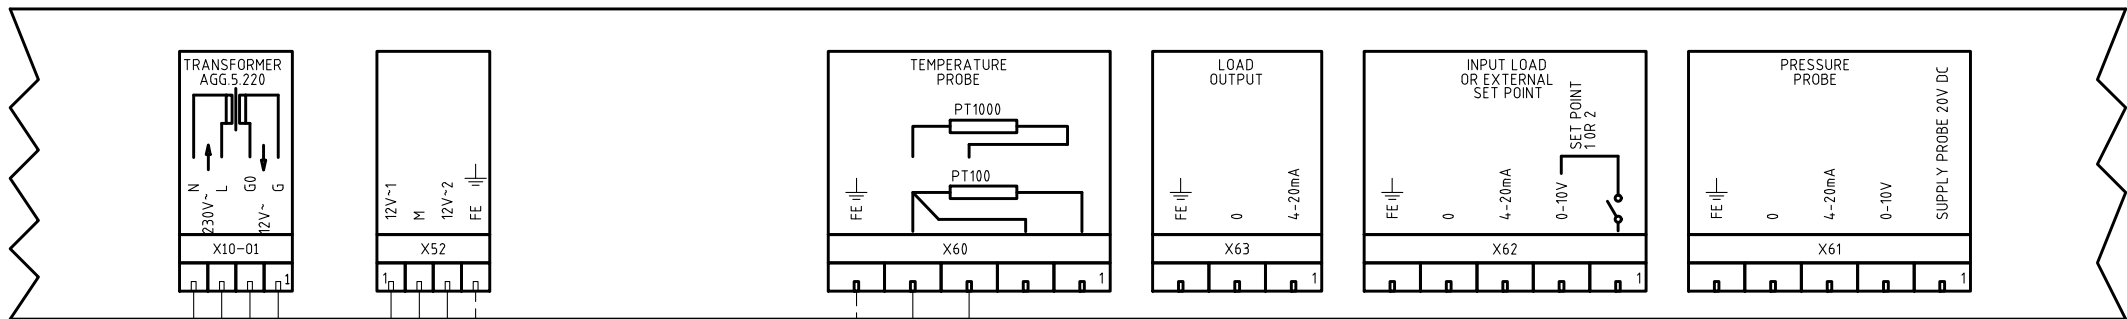 TRANSFORMER
AGG.5.220
N
230V~
L
G0
12V~
G
X10-01
1
12V~1
M
12V~2
FE
X52
1
TEMPERATURE
PROBE
PT1000
PT100
FE
X60
1
LOAD
OUTPUT
FE
0
4-20mA
X63
1
INPUT LOAD
OR EXTERNAL
SET POINT
SET POINT
1 OR 2
FE
0
4-20mA
0-10V
X62
1
PRESSURE
PROBE
FE
0
4-20mA
0-10V
SUPPLY PROBE 20V DC
X61
1